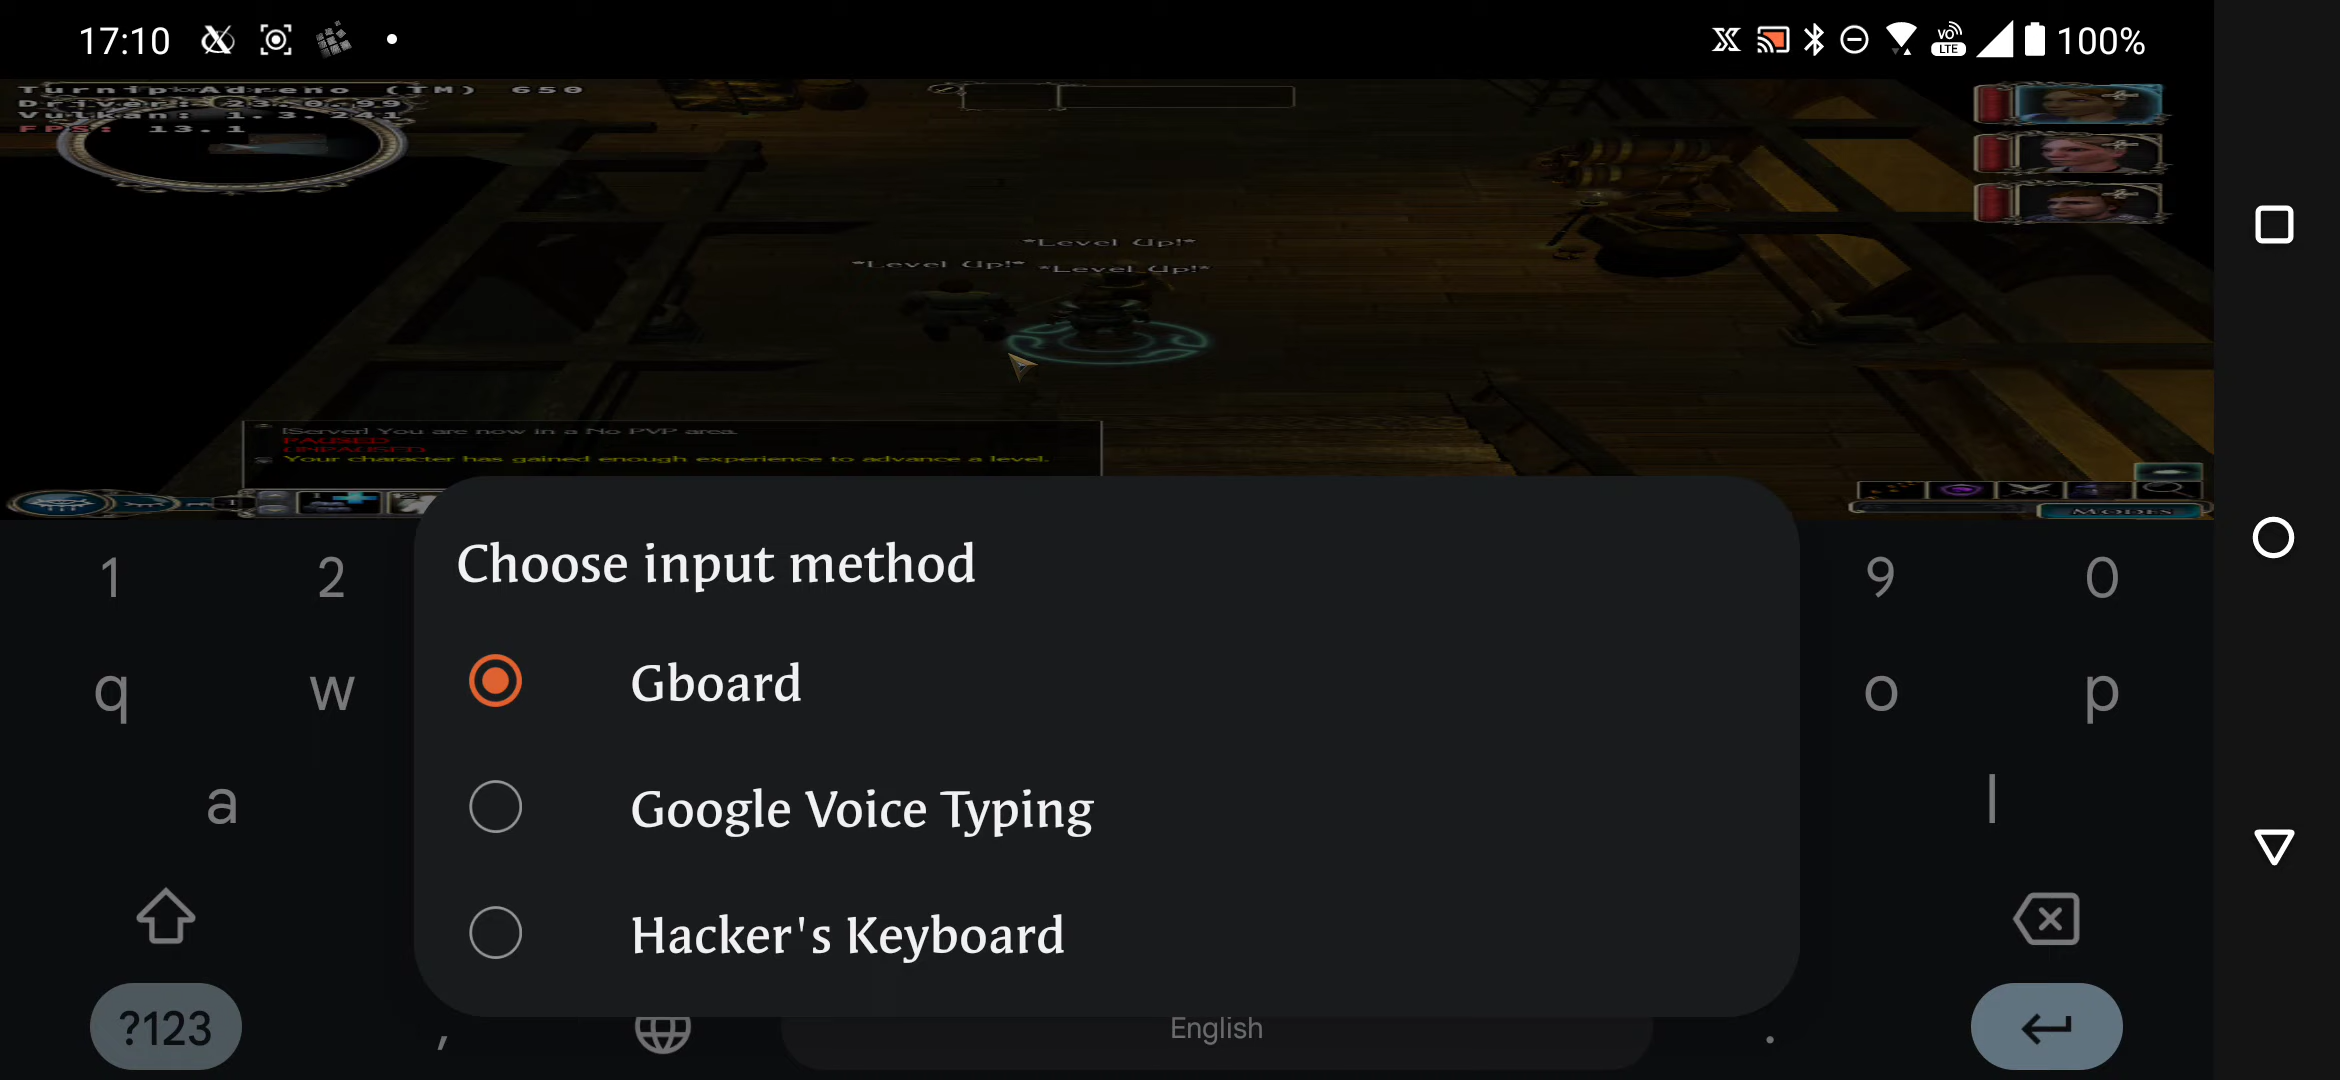 17:10
VO LTE 100%
Turnip Adreno (TM) 650
Driver: 23.0.99
Vulkan: 1.3.241
FPS: 13.1
*Level Up!*
*Level Up!* *Level Up!*
[Server] You are now in a No PVP area.
PAUSED
UNPAUSED
Your character has gained enough experience to advance a level.
MODES
Choose input method
Gboard
Google Voice Typing
Hacker's Keyboard
1 2 9 0
q w o p
a l
?123 , English .